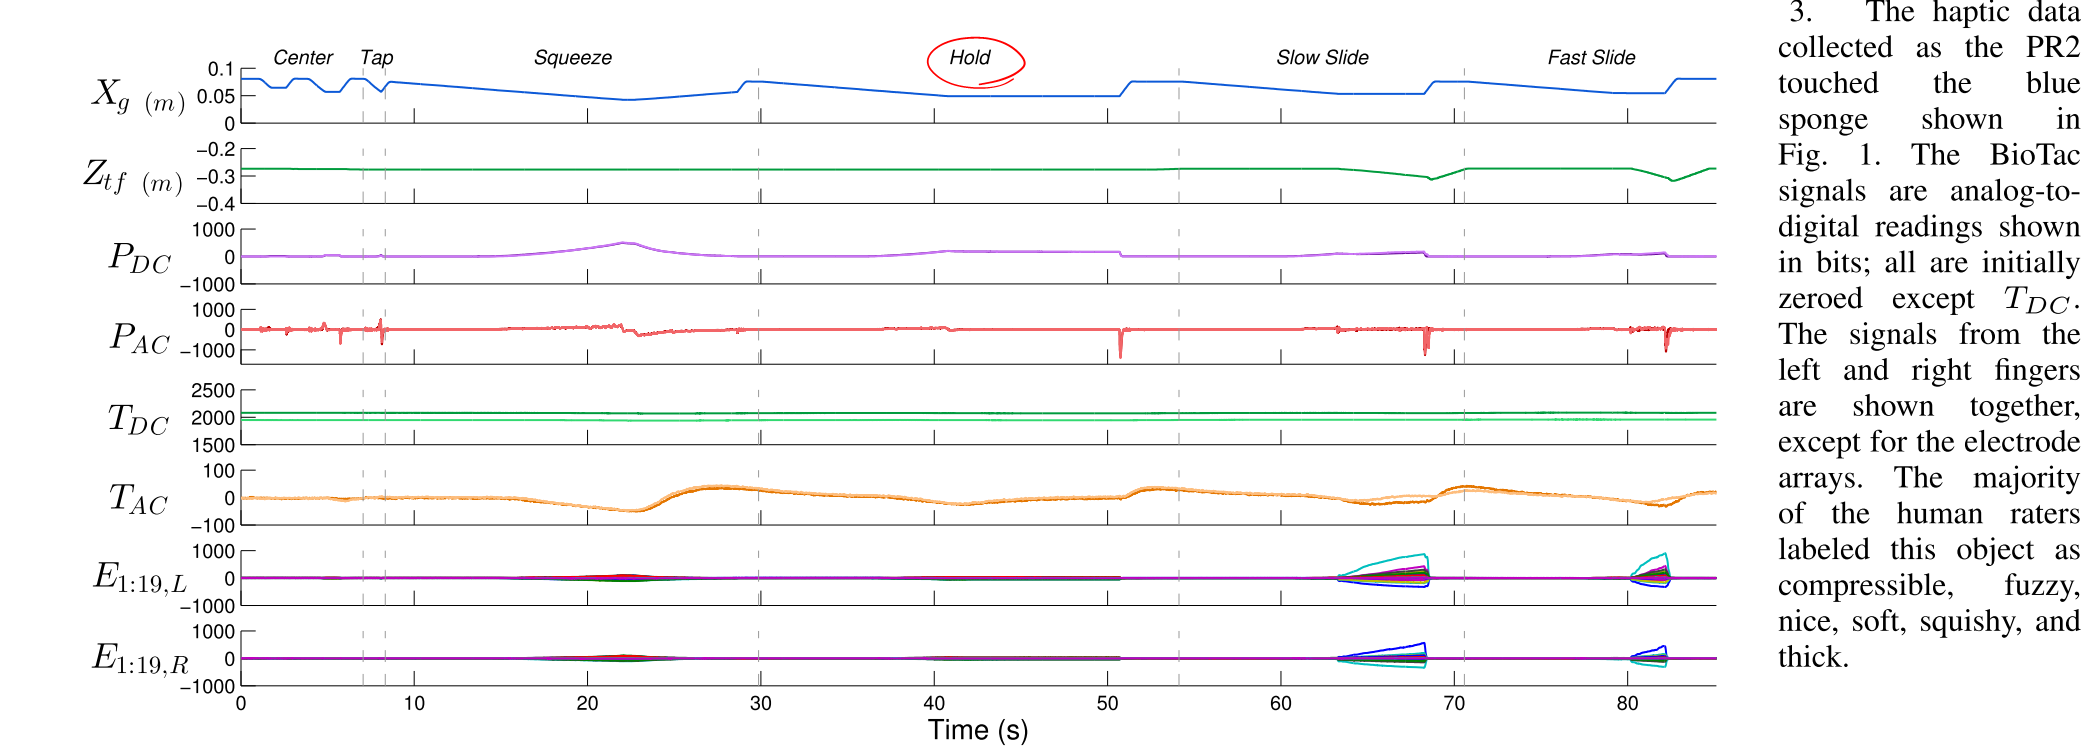 Center Tap Squeeze Hold Slow Slide Fast Slide
0.1
X_g (m) 0.05
0
−0.2
Z_tf (m) −0.3
−0.4
1000
P_DC 0
−1000
1000
0
P_AC −1000
2500
T_DC 2000
1500
100
T_AC 0
−100
1000
E_1:19,L 0
−1000
1000
E_1:19,R 0
−1000
0 10 20 30 40 50 60 70 80
Time (s)
3. The haptic data
collected as the PR2
touched the blue
sponge shown in
Fig. 1. The BioTac
signals are analog-to-
digital readings shown
in bits; all are initially
zeroed except T_DC.
The signals from the
left and right fingers
are shown together,
except for the electrode
arrays. The majority
of the human raters
labeled this object as
compressible, fuzzy,
nice, soft, squishy, and
thick.